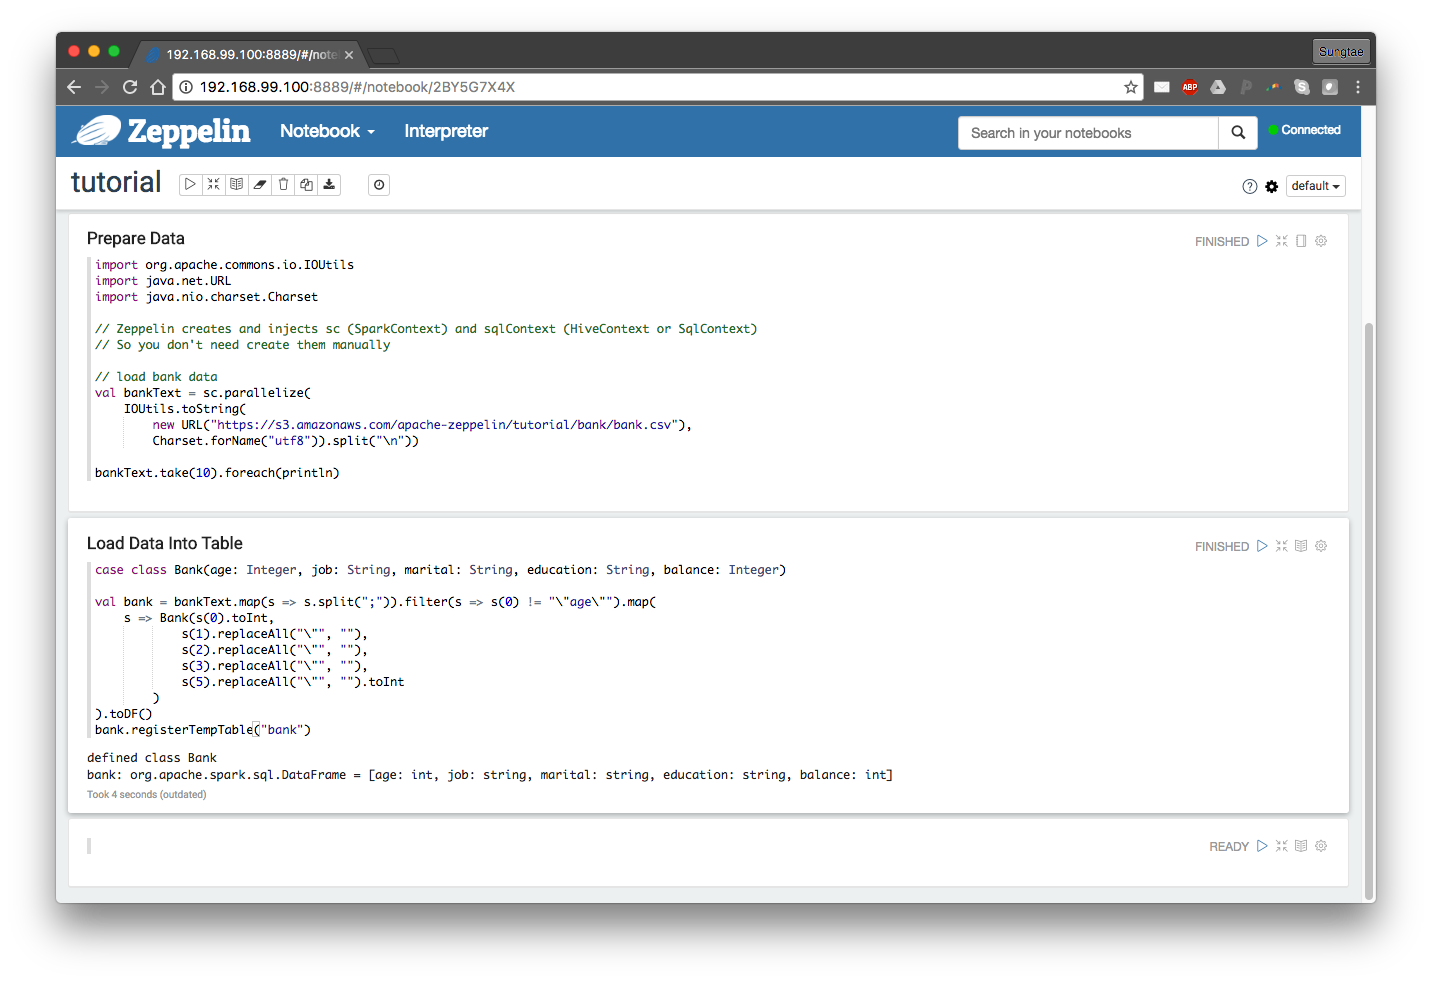 192.168.99.100:8889/#/note
Sungtae
192.168.99.100:8889/#/notebook/2BY5G7X4X
ABP
Zeppelin Notebook Interpreter Search in your notebooks Connected
tutorial default
Prepare Data FINISHED
import org.apache.commons.io.IOUtils
import java.net.URL
import java.nio.charset.Charset
// Zeppelin creates and injects sc (SparkContext) and sqlContext (HiveContext or SqlContext)
// So you don't need create them manually
// load bank data
val bankText = sc.parallelize(
IOUtils.toString(
new URL("https://s3.amazonaws.com/apache-zeppelin/tutorial/bank/bank.csv"),
Charset.forName("utf8")).split("\n"))
bankText.take(10).foreach(println)
Load Data Into Table FINISHED
case class Bank(age: Integer, job: String, marital: String, education: String, balance: Integer)
val bank = bankText.map(s => s.split(";")).filter(s => s(0) != "\"age\"").map(
s => Bank(s(0).toInt,
s(1).replaceAll("\"", ""),
s(2).replaceAll("\"", ""),
s(3).replaceAll("\"", ""),
s(5).replaceAll("\"", "").toInt
)
).toDF()
bank.registerTempTable("bank")
defined class Bank
bank: org.apache.spark.sql.DataFrame = [age: int, job: string, marital: string, education: string, balance: int]
Took 4 seconds (outdated)
READY